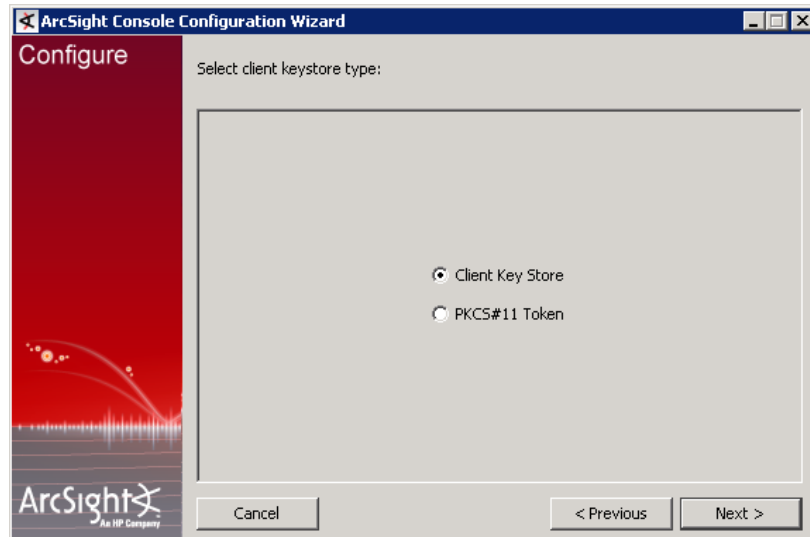 ArcSight Console Configuration Wizard
Configure
Select client keystore type:
Client Key Store
PKCS#11 Token
ArcSight
An HP Company
Cancel
< Previous
Next >